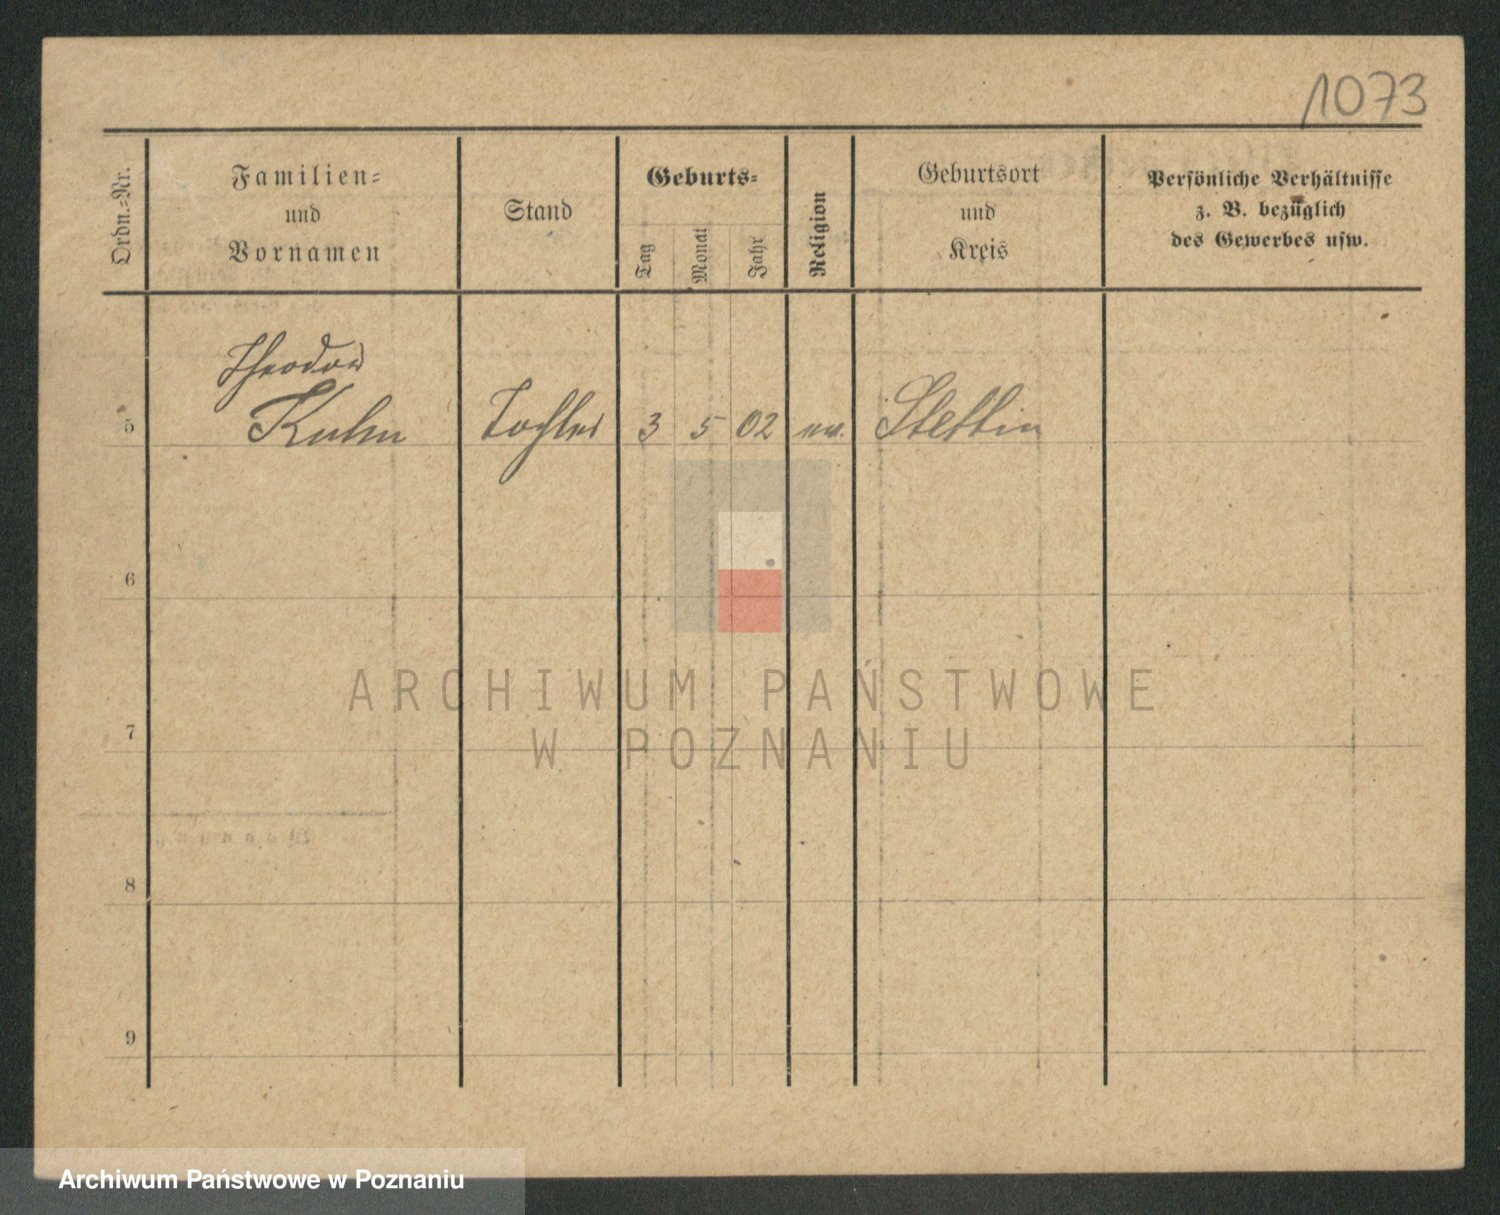 1073
Ordn.-Nr.
Familien-
und
Vornamen
Stand
Geburts-
Tag
Monat
Jahr
Religion
Geburtsort
und
Kreis
Persönliche Verhältnisse
z. B. bezüglich
des Gewerbes usw.
5
Theodor
Kuhn
Tochter
3
5
02
ev.
Stettin
6
7
8
9
ARCHIWUM PAŃSTWOWE
W POZNANIU
Archiwum Państwowe w Poznaniu